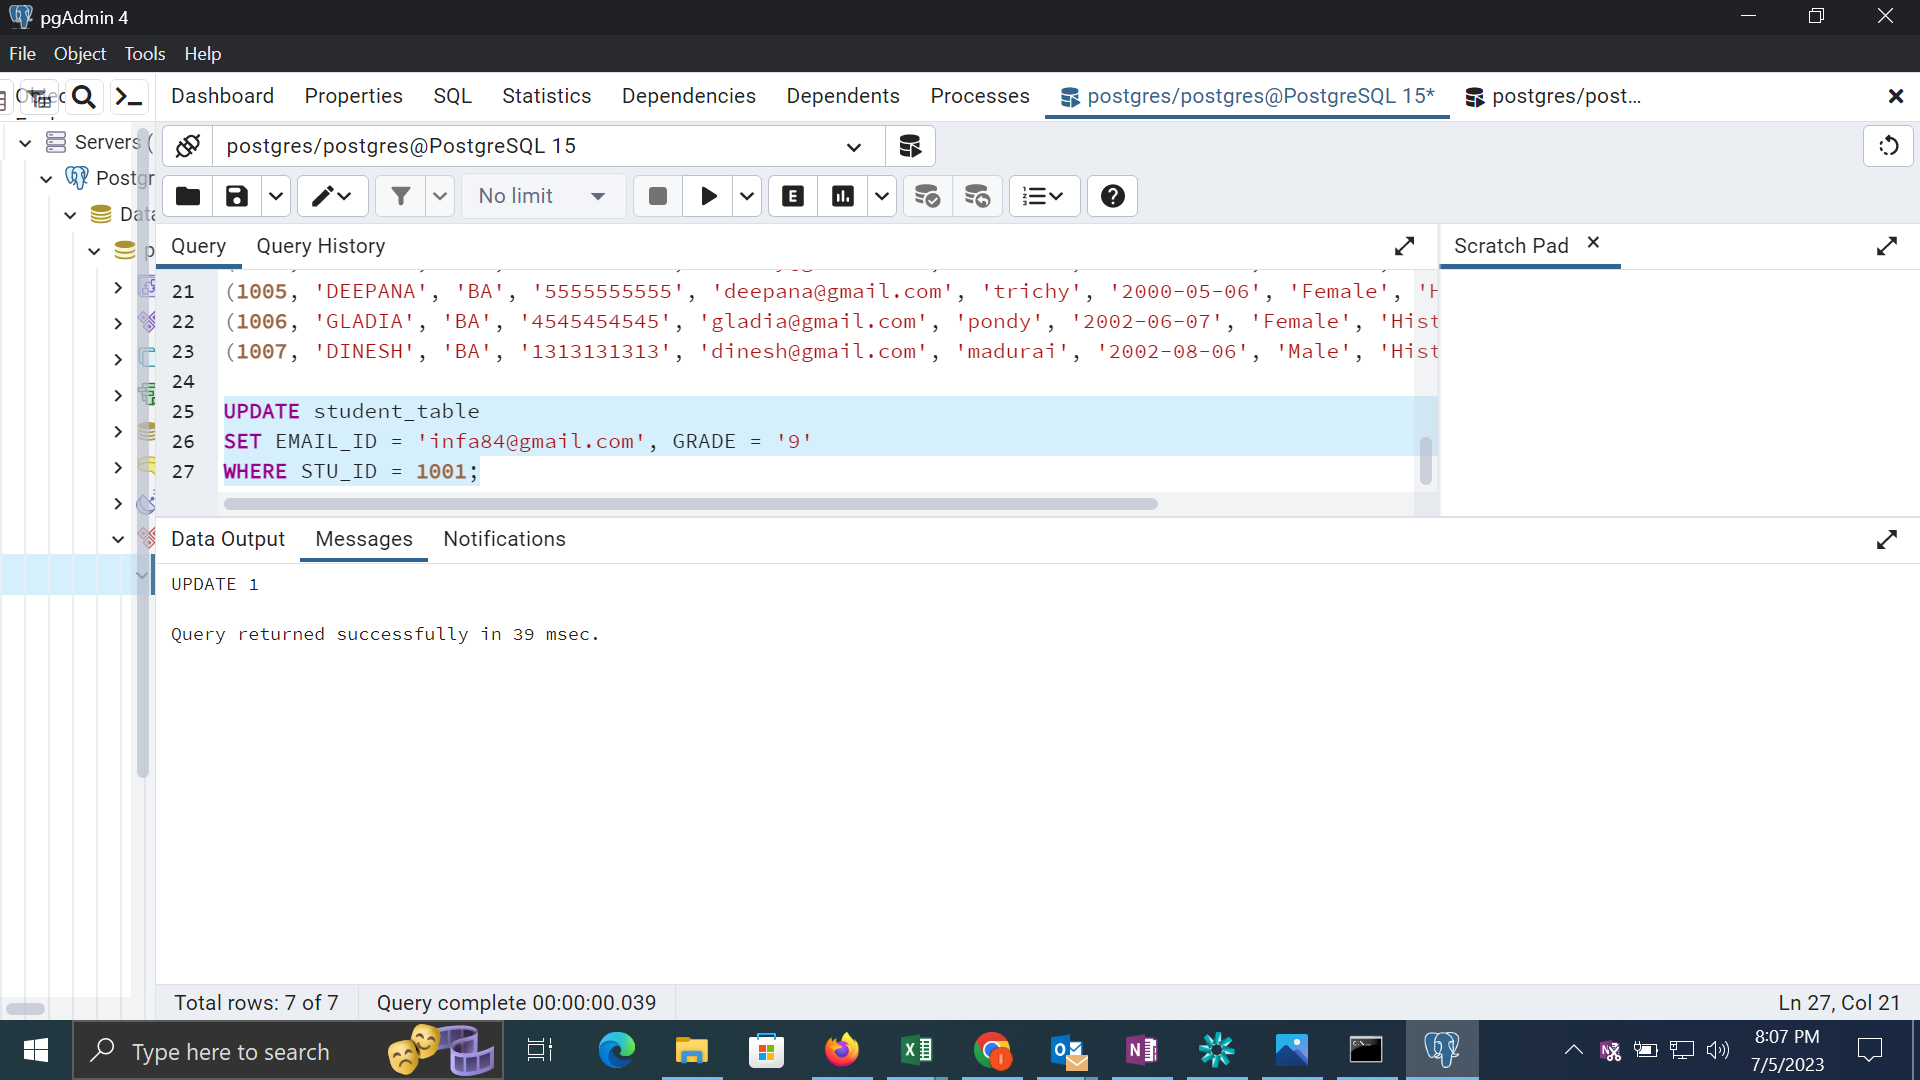 pgAdmin 4
File Object Tools Help
Dashboard Properties SQL Statistics Dependencies Dependents Processes postgres/postgres@PostgreSQL 15* postgres/post...
Servers (
Postgr
Data
p
postgres/postgres@PostgreSQL 15
No limit
E
Query Query History
Scratch Pad
21 (1005, 'DEEPANA', 'BA', '5555555555', 'deepana@gmail.com', 'trichy', '2000-05-06', 'Female', 'H
22 (1006, 'GLADIA', 'BA', '4545454545', 'gladia@gmail.com', 'pondy', '2002-06-07', 'Female', 'Hist
23 (1007, 'DINESH', 'BA', '1313131313', 'dinesh@gmail.com', 'madurai', '2002-08-06', 'Male', 'Hist
24
25 UPDATE student_table
26 SET EMAIL_ID = 'infa84@gmail.com', GRADE = '9'
27 WHERE STU_ID = 1001;
Data Output Messages Notifications
UPDATE 1
Query returned successfully in 39 msec.
Total rows: 7 of 7 Query complete 00:00:00.039 Ln 27, Col 21
Type here to search
8:07 PM
7/5/2023